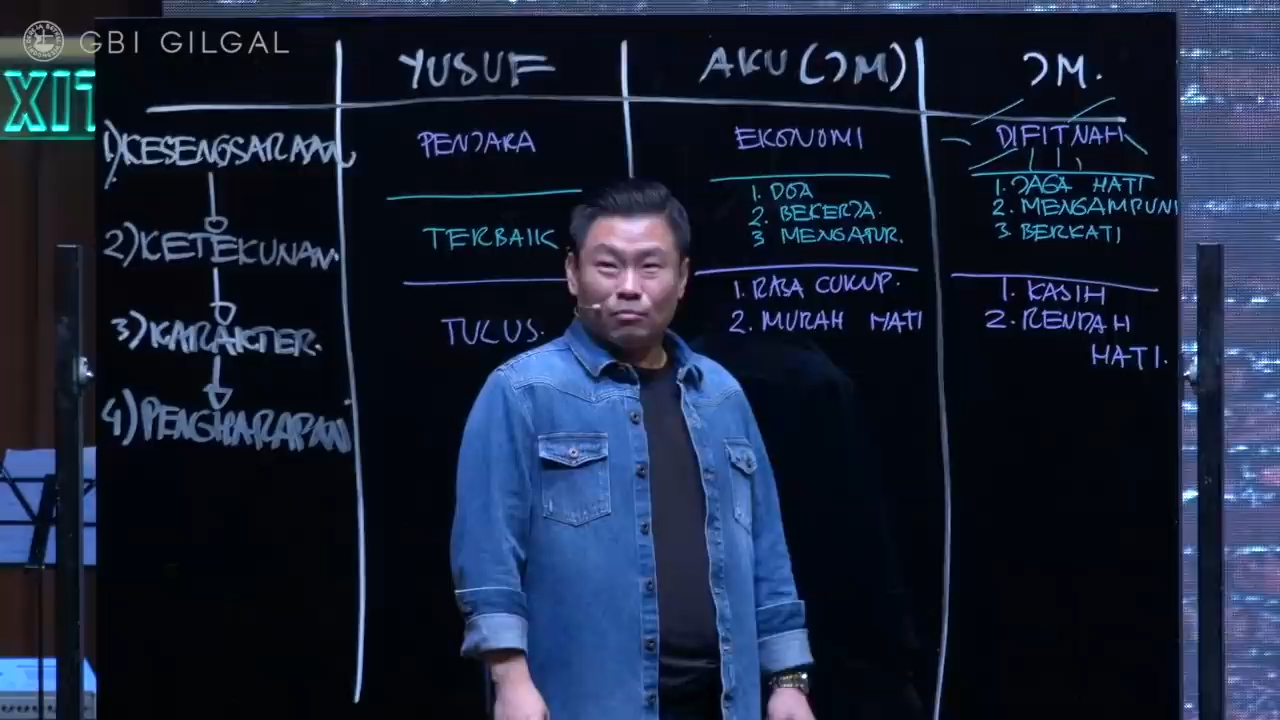 GBI GILGAL
EXIT
YUSUF
AKU (JM)
JM.
1) KESENGSARAAN
PENJARA
EKONOMI
DIFITNAH
1. DOA
2. BEKERJA.
3 MENGATUR.
1. JAGA HATI
2. MENGAMPUNI
3 BERKATI
2) KETEKUNAN.
TERBAIK
1. RASA CUKUP.
2. MURAH HATI
1. KASIH
2. RENDAH
HATI.
3) KARAKTER.
TULUS.
4) PENGHARAPAN